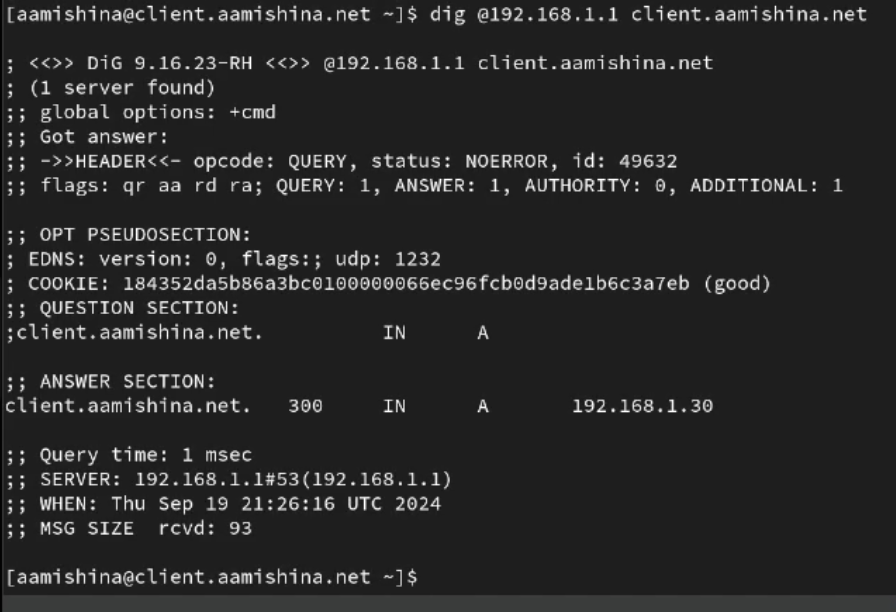 [aamishina@client.aamishina.net ~]$ dig @192.168.1.1 client.aamishina.net
; <<>> DiG 9.16.23-RH <<>> @192.168.1.1 client.aamishina.net
; (1 server found)
;; global options: +cmd
;; Got answer:
;; ->>HEADER<<- opcode: QUERY, status: NOERROR, id: 49632
;; flags: qr aa rd ra; QUERY: 1, ANSWER: 1, AUTHORITY: 0, ADDITIONAL: 1
;; OPT PSEUDOSECTION:
; EDNS: version: 0, flags:; udp: 1232
; COOKIE: 184352da5b86a3bc0100000066ec96fcb0d9ade1b6c3a7eb (good)
;; QUESTION SECTION:
;client.aamishina.net. IN A
;; ANSWER SECTION:
client.aamishina.net. 300 IN A 192.168.1.30
;; Query time: 1 msec
;; SERVER: 192.168.1.1#53(192.168.1.1)
;; WHEN: Thu Sep 19 21:26:16 UTC 2024
;; MSG SIZE rcvd: 93
[aamishina@client.aamishina.net ~]$